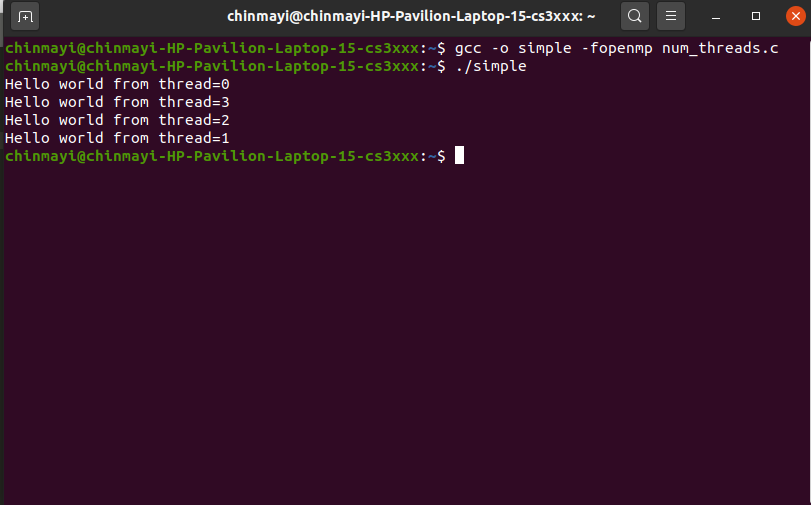 chinmayi@chinmayi-HP-Pavilion-Laptop-15-cs3xxx: ~
chinmayi@chinmayi-HP-Pavilion-Laptop-15-cs3xxx:~$ gcc -o simple -fopenmp num_threads.c
chinmayi@chinmayi-HP-Pavilion-Laptop-15-cs3xxx:~$ ./simple
Hello world from thread=0
Hello world from thread=3
Hello world from thread=2
Hello world from thread=1
chinmayi@chinmayi-HP-Pavilion-Laptop-15-cs3xxx:~$